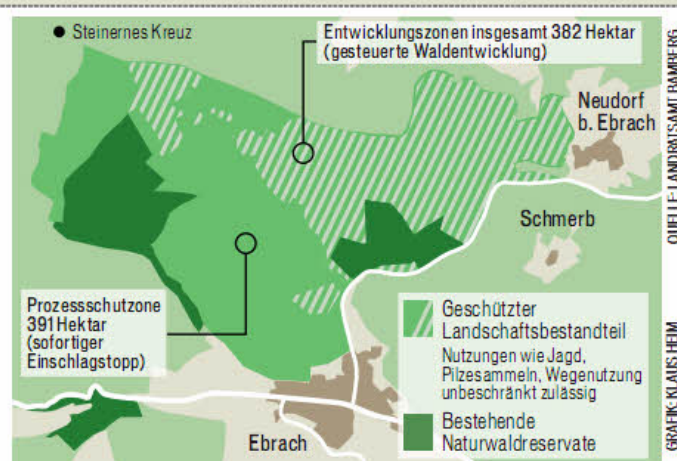 Steinernes Kreuz
Entwicklungszonen insgesamt 382 Hektar
(gesteuerte Waldentwicklung)
Neudorf
b. Ebrach
Schmerb
Prozessschutzzone
391 Hektar
(sofortiger
Einschlagstopp)
Geschützter
Landschaftsbestandteil
Nutzungen wie Jagd,
Pilzesammeln, Wegenutzung
unbeschränkt zulässig
Bestehende
Naturwaldreservate
Ebrach
QUELLE: LANDRATSAMT BAMBERG
GRAFIK: KLAUS HEIM